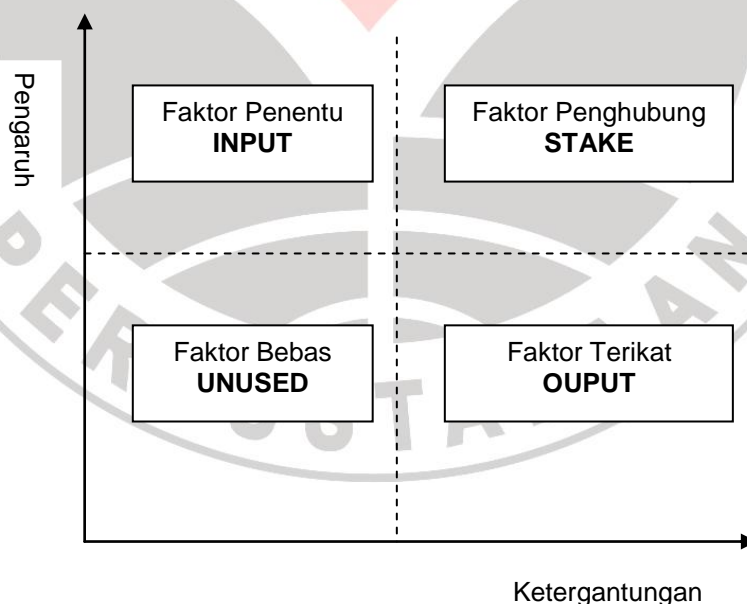 Pengaruh
Faktor Penentu
INPUT
Faktor Penghubung
STAKE
Faktor Bebas
UNUSED
Faktor Terikat
OUPUT
Ketergantungan